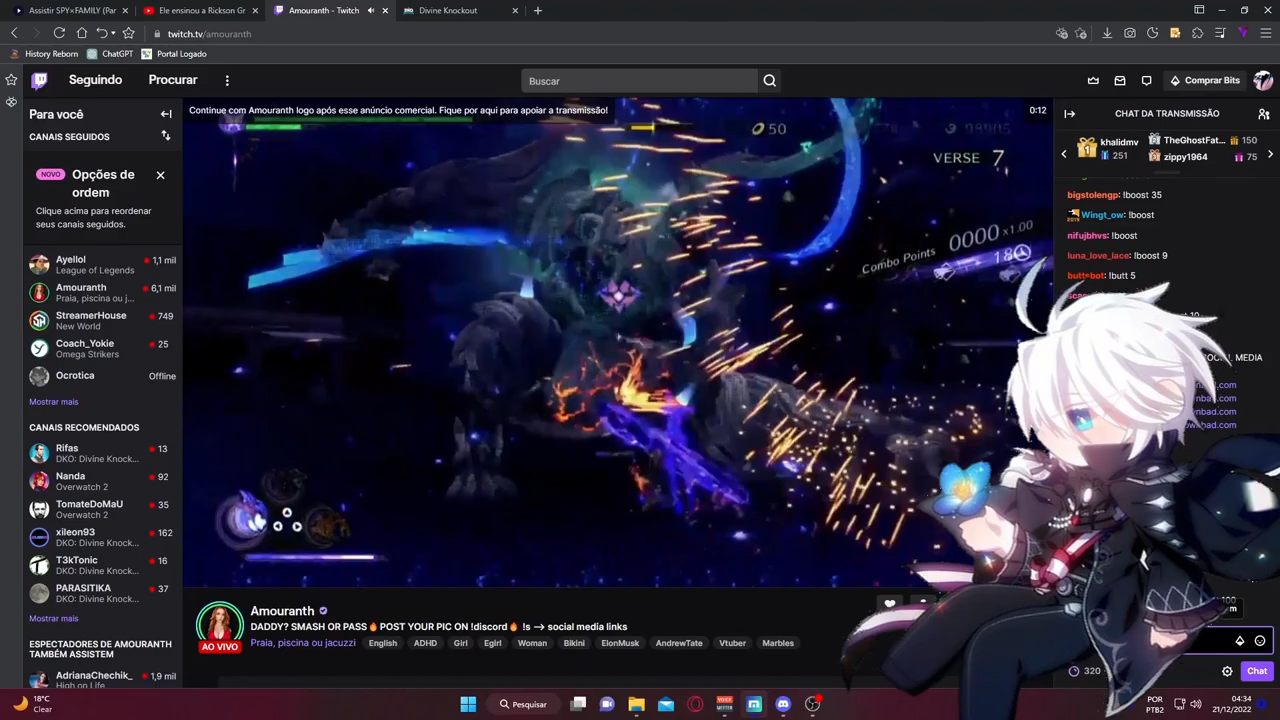 Assistir SPY×FAMILY (Par
Ele ensinou a Rickson Gr
Amouranth - Twitch
Divine Knockout
twitch.tv/amouranth
History Reborn
ChatGPT
Portal Logado
Seguindo
Procurar
Buscar
Comprar Bits
Para você
CANAIS SEGUIDOS
NOVO
Opções de
ordem
Clique acima para reordenar
seus canais seguidos.
Ayellol
1,1 mil
League of Legends
Amouranth
6,1 mil
Praia, piscina ou j...
StreamerHouse
749
New World
Coach_Yokie
25
Omega Strikers
Ocrotica
Offline
Mostrar mais
CANAIS RECOMENDADOS
Rifas
13
DKO: Divine Knock...
Nanda
92
Overwatch 2
TomateDoMaU
35
Overwatch 2
xileon93
162
DKO: Divine Knock...
T3kTonic
16
DKO: Divine Knock...
PARASITIKA
37
DKO: Divine Knock...
Mostrar mais
ESPECTADORES DE AMOURANTH
TAMBÉM ASSISTEM
AdrianaChechik_
1,9 mil
High on Life
Continue com Amouranth logo após esse anúncio comercial. Fique por aqui para apoiar a transmissão!
0:12
50
VERSE 7
Combo Points
0000 x1.00
AO VIVO
Amouranth
DADDY? SMASH OR PASS🔥POST YOUR PIC ON !discord🔥 !s --> social media links
Praia, piscina ou jacuzzi
English
ADHD
Girl
Egirl
Woman
Bikini
ElonMusk
AndrewTate
Vtuber
Marbles
CHAT DA TRANSMISSÃO
1
khalidmv
251
TheGhostFat...
150
zippy1964
75
bigstolengp: !boost 35
Wingt_ow: !boost
nifujbhvs: !boost
luna_love_lace: !boost 9
buttsbot: !butt 5
MEDIA
320
Chat
18°C
Clear
Pesquisar
POR
PTB2
04:34
21/12/2022